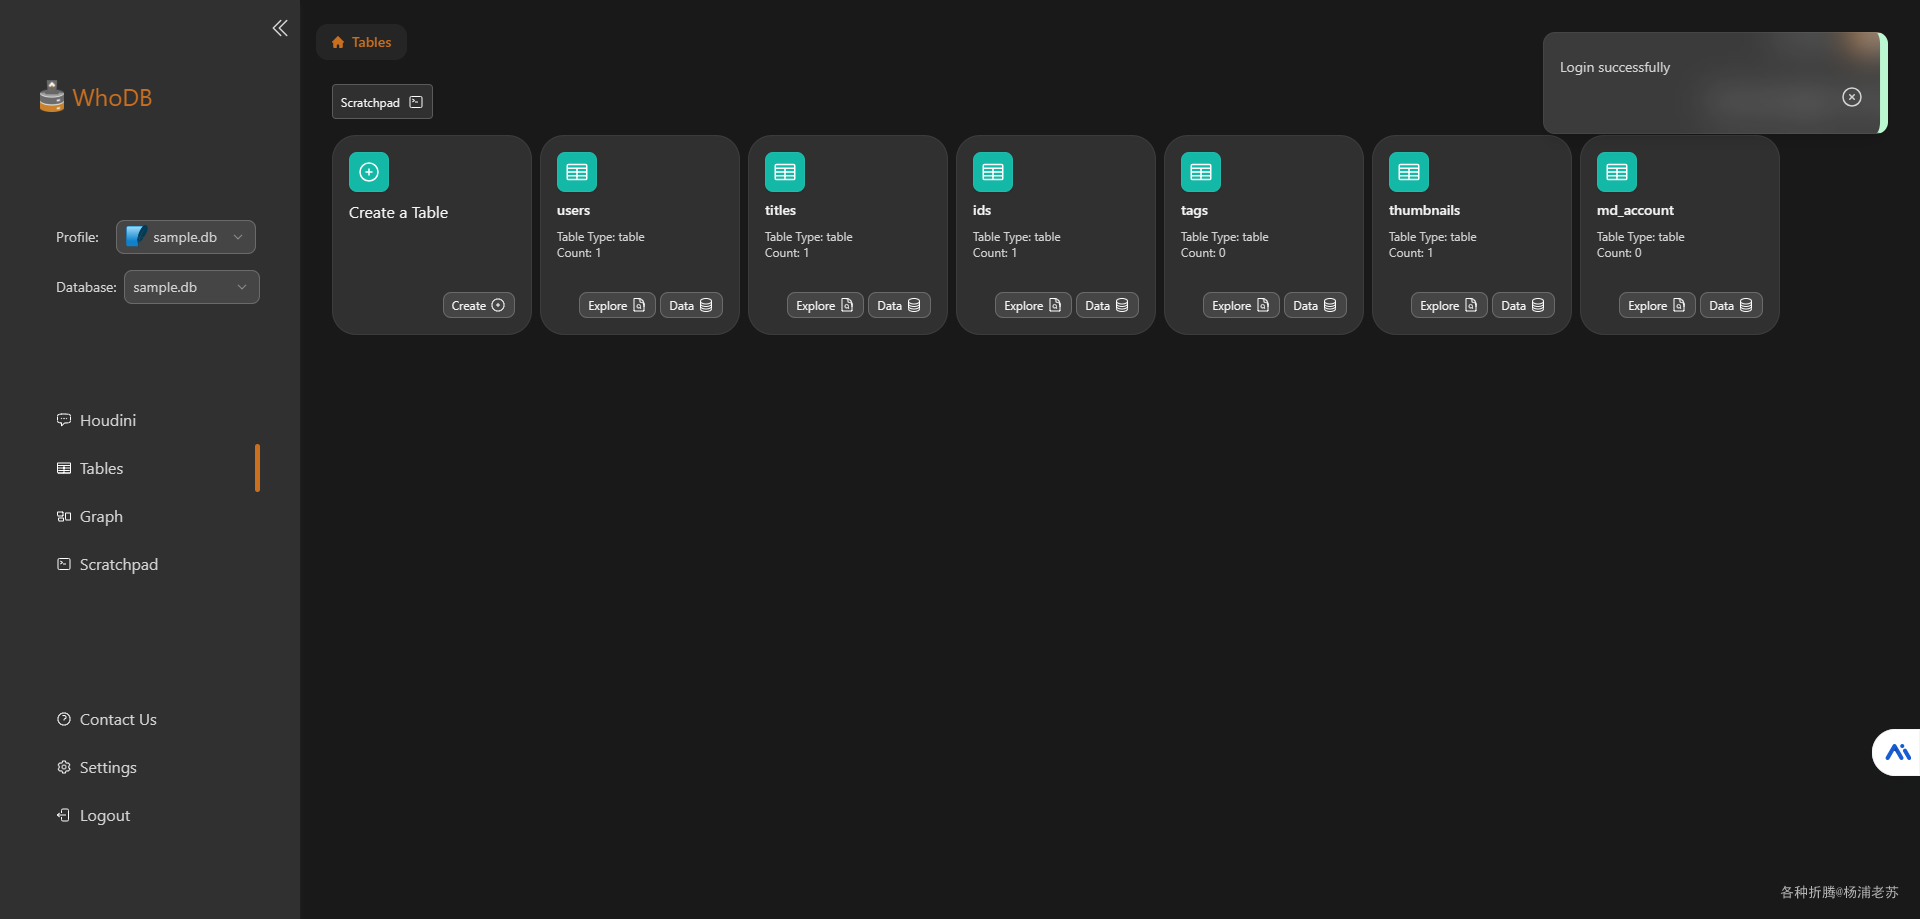 WhoDB
Profile: sample.db
Database: sample.db
Houdini
Tables
Graph
Scratchpad
Contact Us
Settings
Logout
Tables
Scratchpad
Login successfully
Create a Table
Create
users
Table Type: table
Count: 1
Explore Data
titles
Table Type: table
Count: 1
Explore Data
ids
Table Type: table
Count: 1
Explore Data
tags
Table Type: table
Count: 0
Explore Data
thumbnails
Table Type: table
Count: 1
Explore Data
md_account
Table Type: table
Count: 0
Explore Data
各种折腾@杨浦老苏